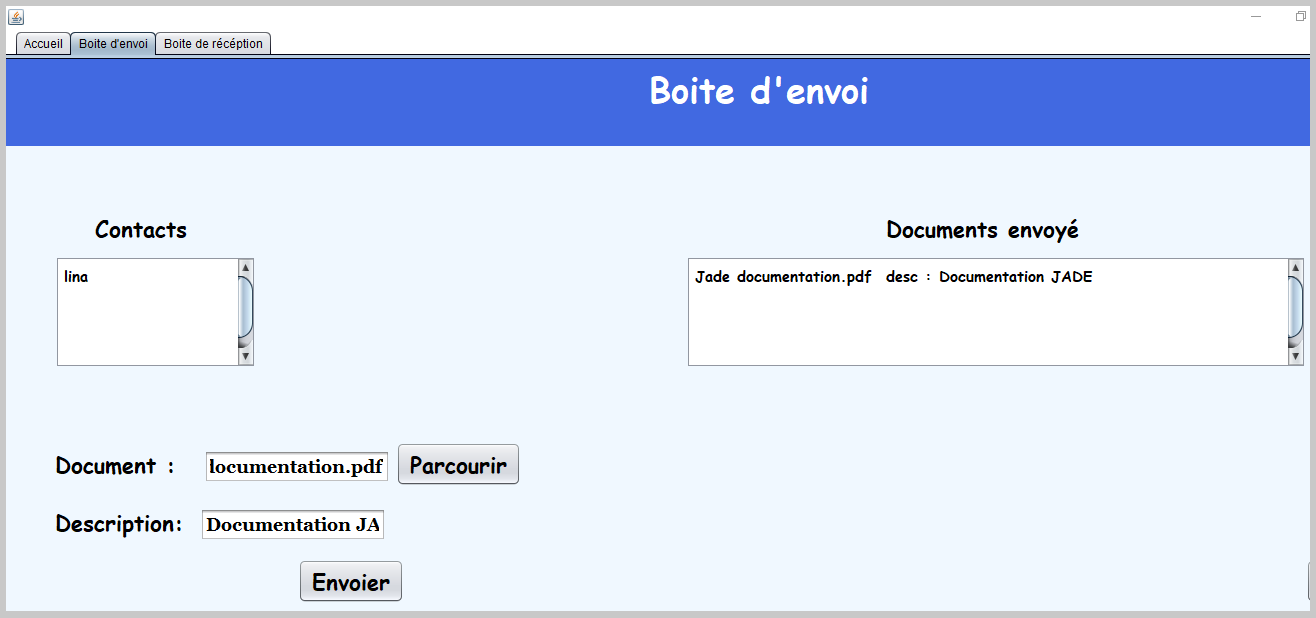 Accueil Boite d'envoi Boite de récéption
Boite d'envoi
Contacts
lina
Documents envoyé
Jade documentation.pdf desc : Documentation JADE
Document : locumentation.pdf Parcourir
Description: Documentation JA
Envoier